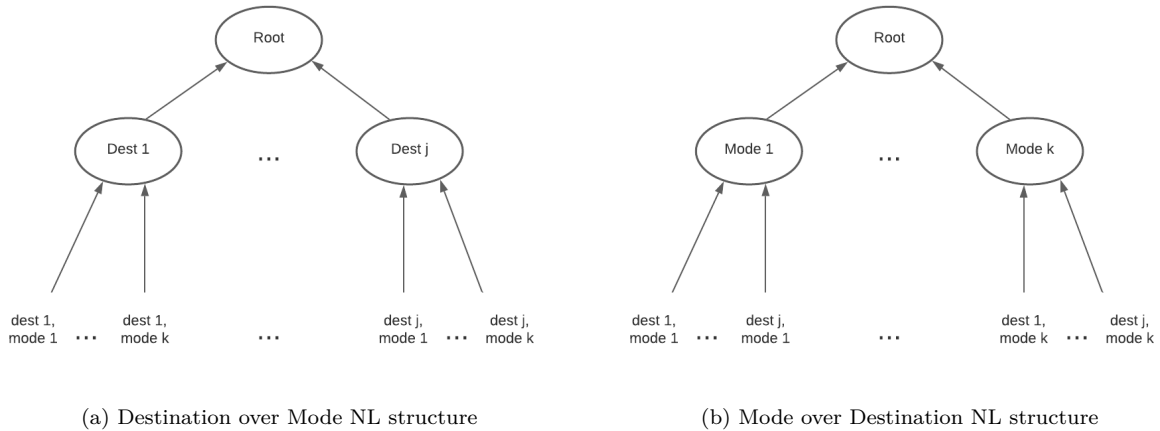 Root
Dest 1
...
Dest j
dest 1,
mode 1
...
dest 1,
mode k
...
dest j,
mode 1
...
dest j,
mode k
(a) Destination over Mode NL structure
Root
Mode 1
...
Mode k
dest 1,
mode 1
...
dest j,
mode 1
...
dest 1,
mode k
...
dest j,
mode k
(b) Mode over Destination NL structure